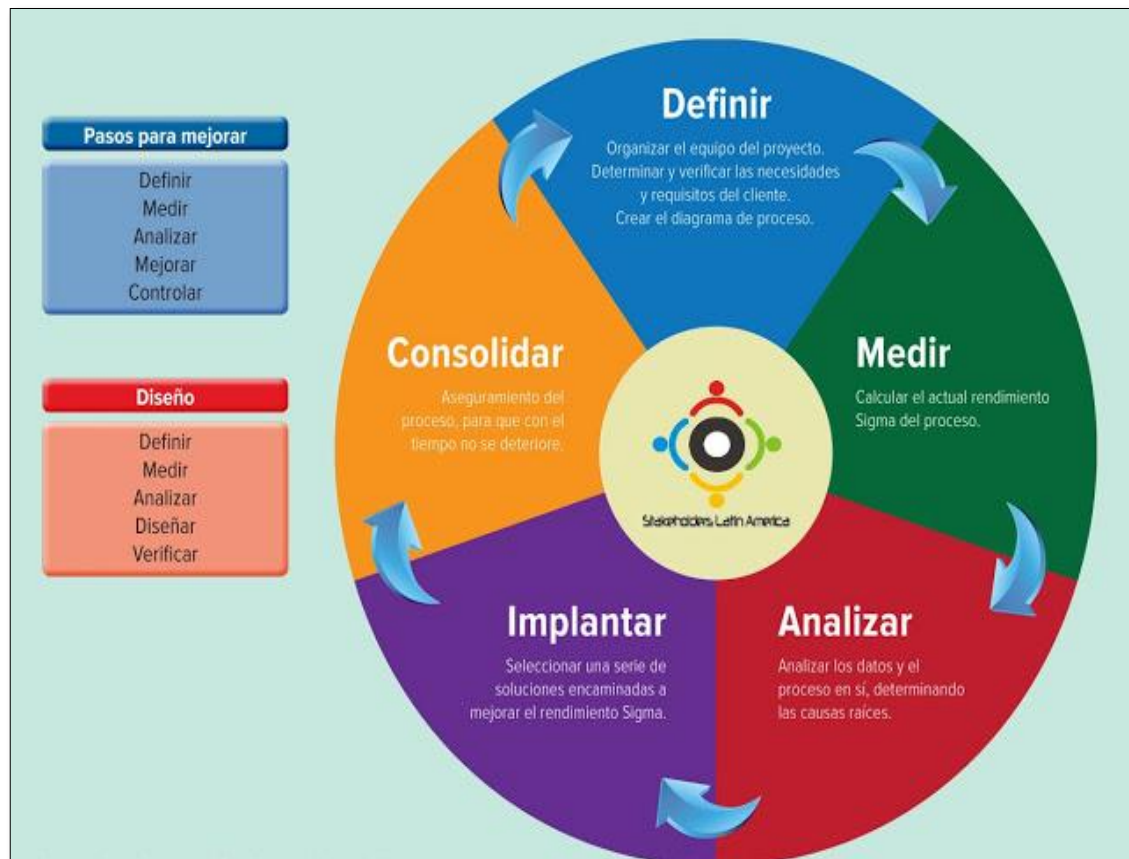 Pasos para mejorar
Definir
Medir
Analizar
Mejorar
Controlar
Diseño
Definir
Medir
Analizar
Diseñar
Verificar
Definir
Organizar el equipo del proyecto.
Determinar y verificar las necesidades
y requisitos del cliente.
Crear el diagrama de proceso.
Medir
Calcular el actual rendimiento
Sigma del proceso.
Analizar
Analizar los datos y el
proceso en sí, determinando
las causas raíces.
Implantar
Seleccionar una serie de
soluciones encaminadas a
mejorar el rendimiento Sigma.
Consolidar
Aseguramiento del
proceso, para que con el
tiempo no se deteriore.
Stakeholders Latin America